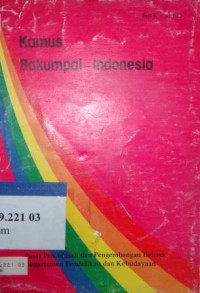 Kamus
Bakumpai - Indonesia
9.221 03
m
Pusat Pembinaan dan Pengembangan Bahasa
Departemen Pendidikan dan Kebudayaan